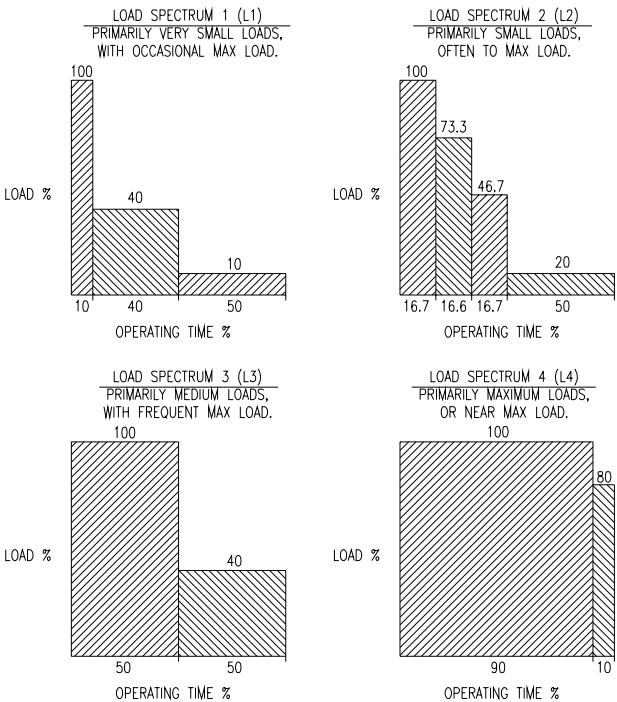 LOAD SPECTRUM 1 (L1)
PRIMARILY VERY SMALL LOADS,
WITH OCCASIONAL MAX LOAD.
100
LOAD %
40
10
10
40
50
OPERATING TIME %
LOAD SPECTRUM 2 (L2)
PRIMARILY SMALL LOADS,
OFTEN TO MAX LOAD.
100
73.3
LOAD %
46.7
20
16.7
16.6
16.7
50
OPERATING TIME %
LOAD SPECTRUM 3 (L3)
PRIMARILY MEDIUM LOADS,
WITH FREQUENT MAX LOAD.
100
LOAD %
40
50
50
OPERATING TIME %
LOAD SPECTRUM 4 (L4)
PRIMARILY MAXIMUM LOADS,
OR NEAR MAX LOAD.
100
80
LOAD %
90
10
OPERATING TIME %